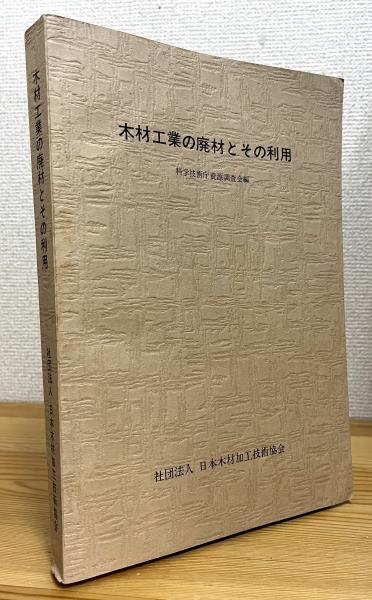 木材工業の廃材とその利用
科学技術庁資源調査会編
社団法人 日本木材加工技術協会
木材工業の廃材とその利用
社団法人 日本木材加工技術協会